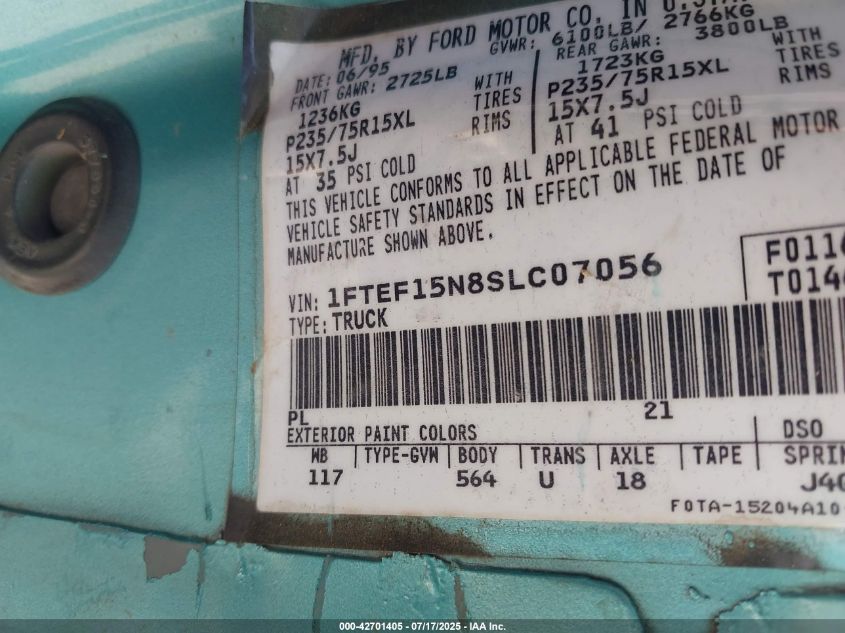 MFD. BY FORD MOTOR CO. IN
DATE: 06/95 GVWR: 6100LB/ 2766KG
FRONT GAWR: 2725LB REAR GAWR: 3800LB
1236KG WITH 1723KG WITH
P235/75R15XL TIRES P235/75R15XL TIRES
15X7.5J RIMS 15X7.5J RIMS
AT 35 PSI COLD AT 41 PSI COLD
THIS VEHICLE CONFORMS TO ALL APPLICABLE FEDERAL MOTOR
VEHICLE SAFETY STANDARDS IN EFFECT ON THE DATE OF
MANUFACTURE SHOWN ABOVE.
VIN: 1FTEF15N8SLC07056 F0116
TYPE: TRUCK T0144
PL 21
EXTERIOR PAINT COLORS DSO
WB TYPE-GVW BODY TRANS AXLE TAPE SPRIN
117 564 U 18 J40
F0TA-15204A10
000-42701405 - 07/17/2025 - IAA Inc.